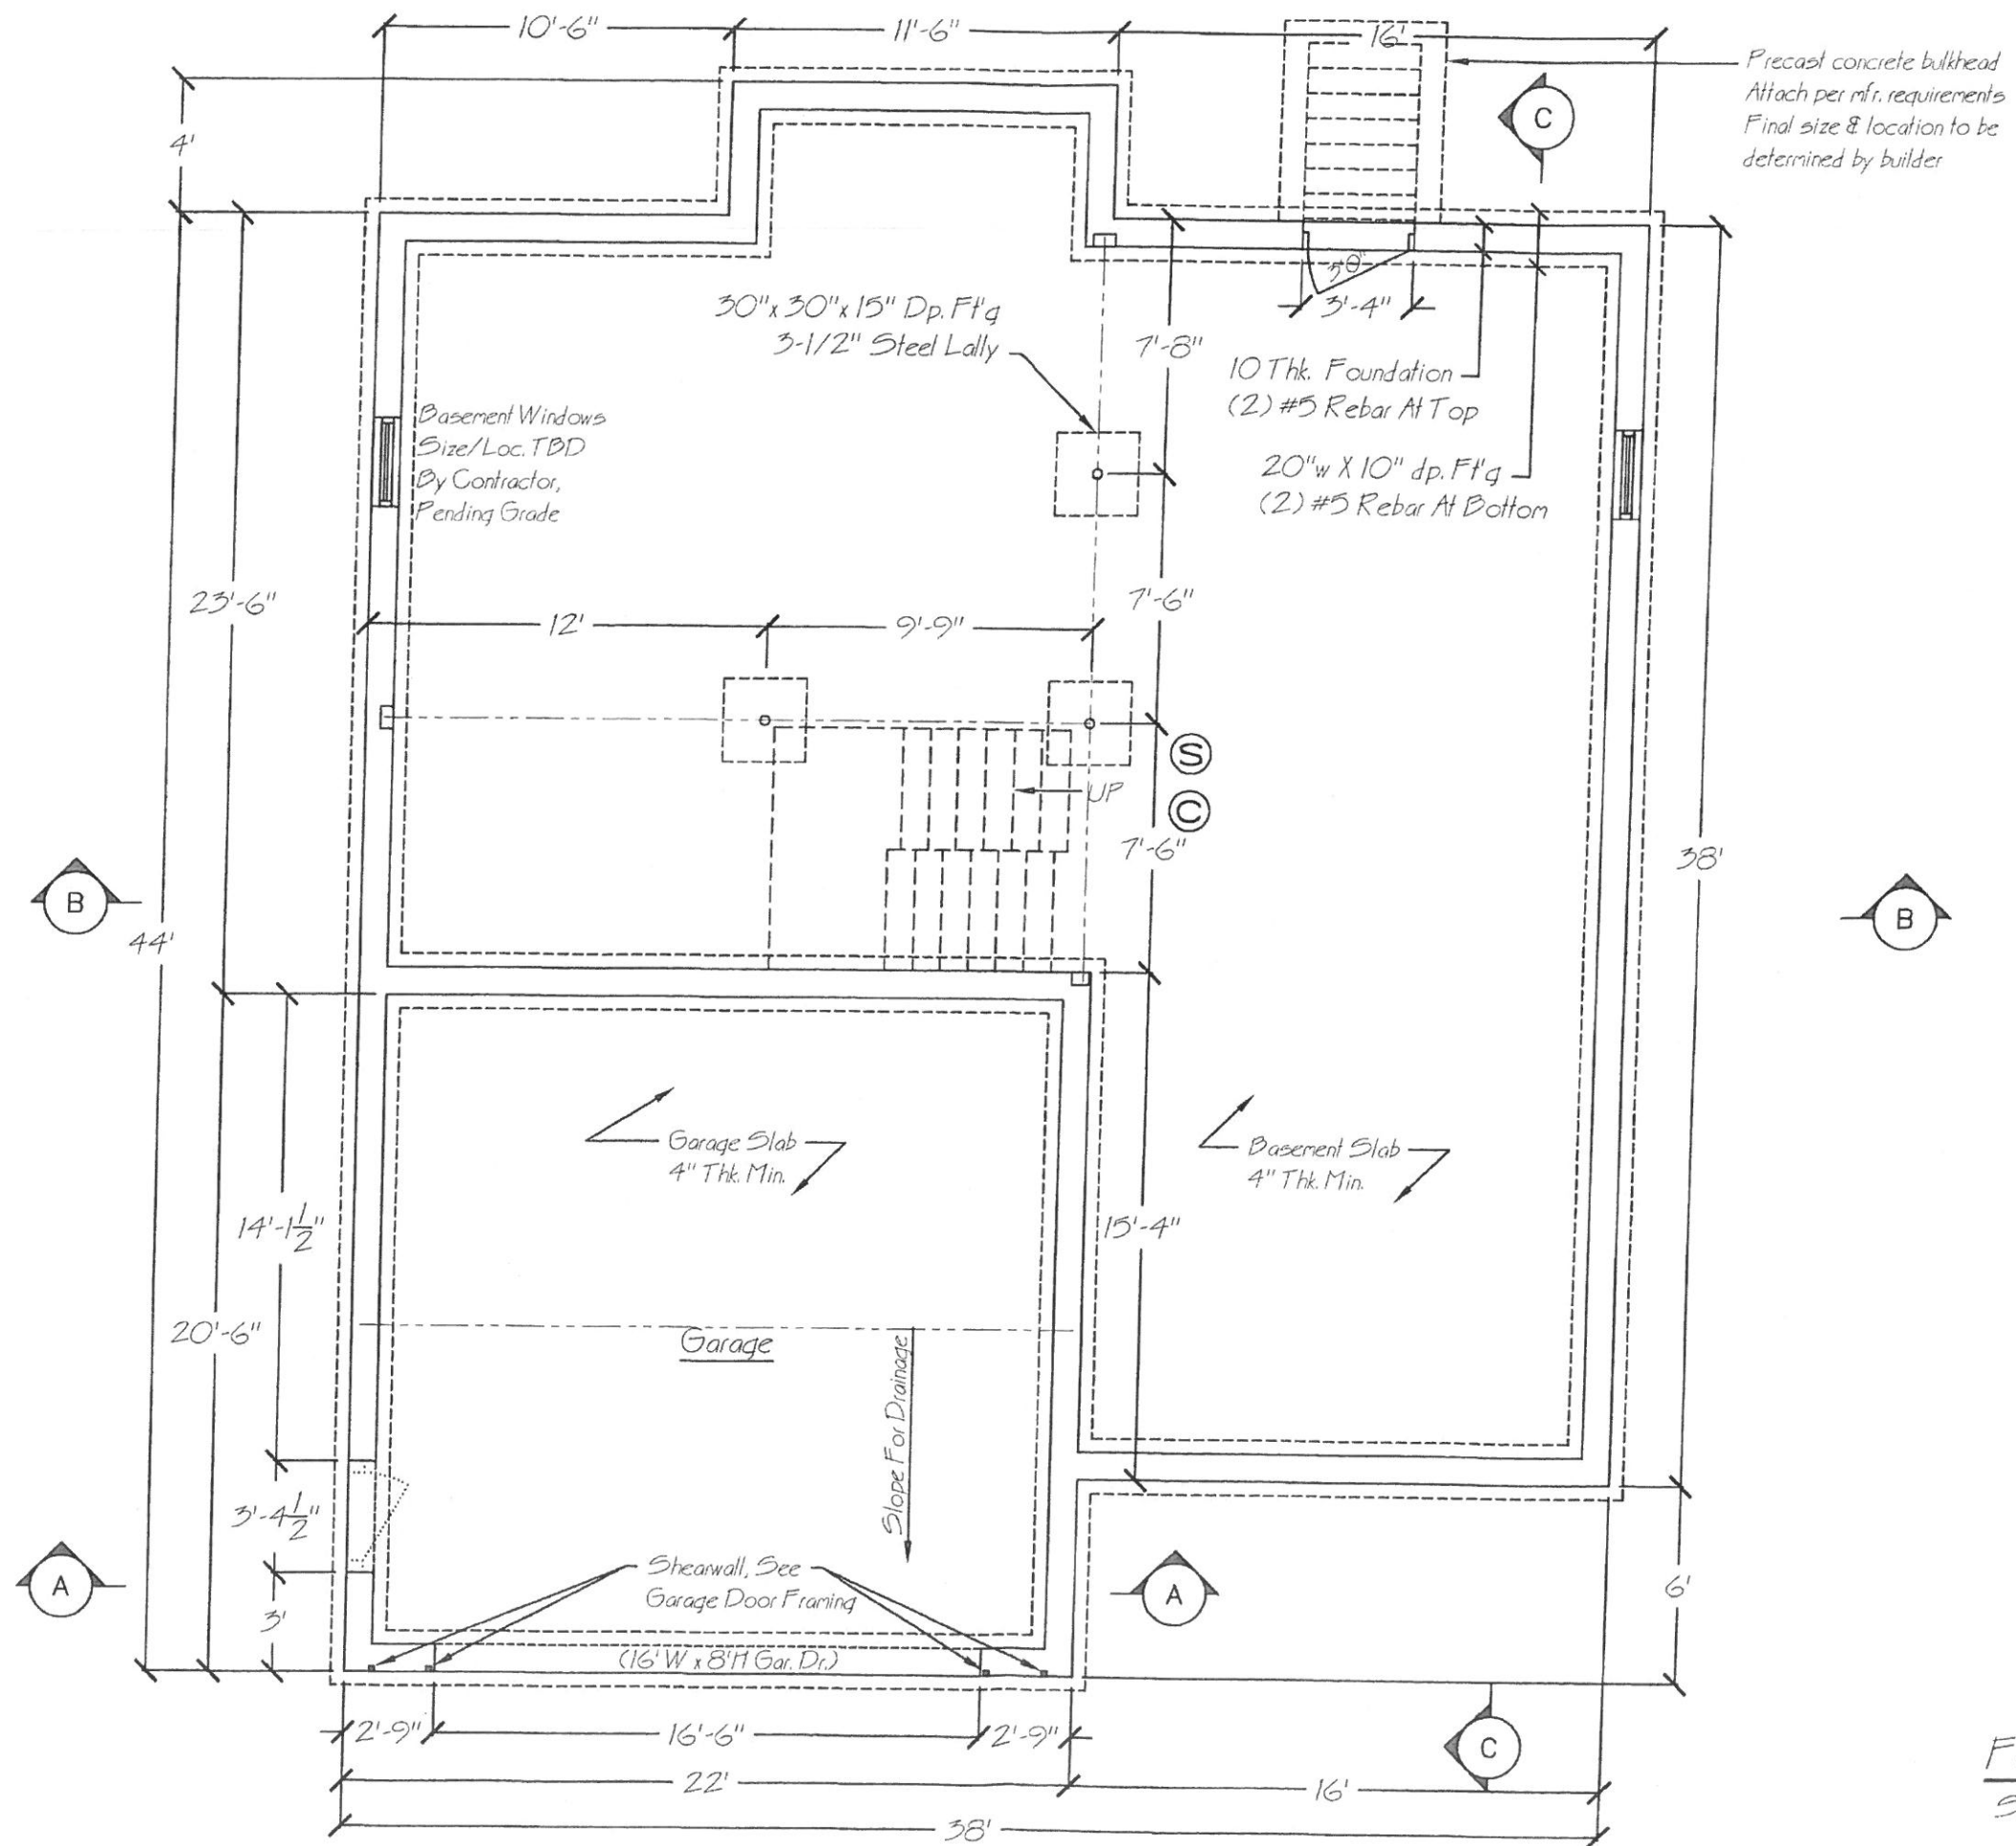 10'-6"
11'-6"
16'
Precast concrete bulkhead
Attach per mfr. requirements
Final size & location to be
determined by builder
C
4'
30"x 30"x 15" Dp. Ft'g
3-1/2" Steel Lally
3'0"
3'-4"
7'-8"
10 Thk. Foundation
(2) #5 Rebar At Top
20"w X 10" dp. Ft'g
(2) #5 Rebar At Bottom
Basement Windows
Size/Loc. TBD
By Contractor,
Pending Grade
23'-6"
12'
9'-9"
7'-6"
S
C
UP
7'-6"
38'
B
44'
B
Garage Slab
4" Thk. Min.
Basement Slab
4" Thk. Min.
14'-1 1/2"
15'-4"
20'-6"
Garage
Slope For Drainage
3'-4 1/2"
Shearwall, See
Garage Door Framing
A
A
6'
3'
(16' W x 8'H Gar. Dr.)
2'-9"
16'-6"
2'-9"
C
22'
16'
38'